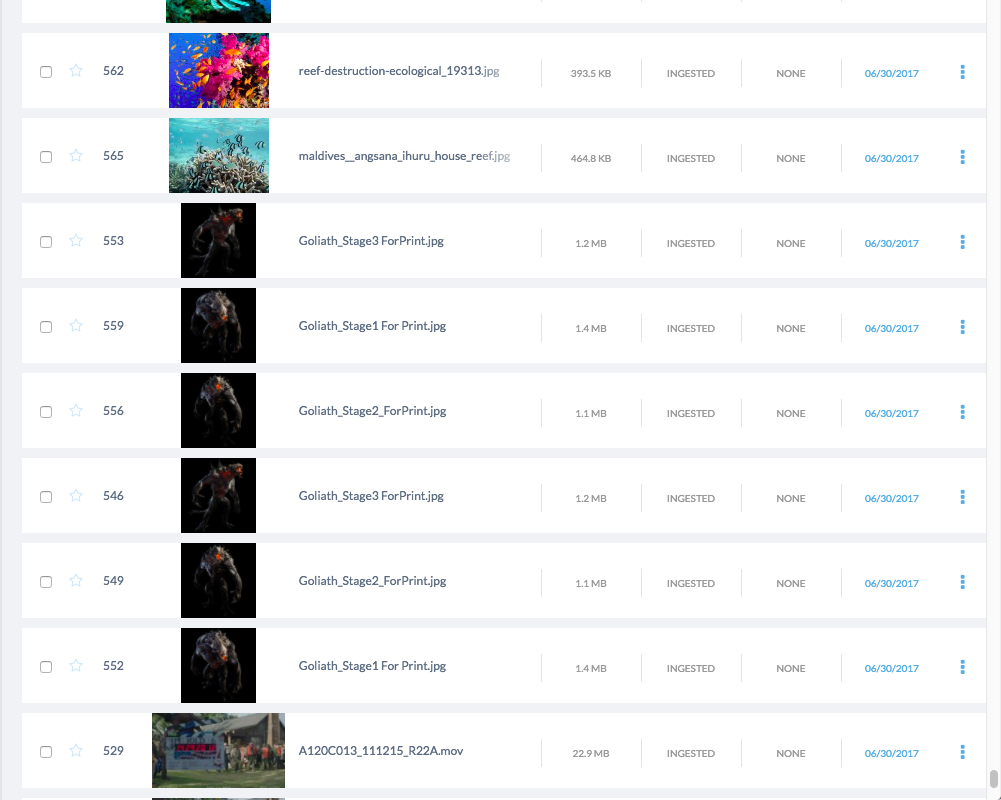 562 reef-destruction-ecological_19313.jpg 393.5 KB INGESTED NONE 06/30/2017
565 maldives__angsana_ihuru_house_reef.jpg 464.8 KB INGESTED NONE 06/30/2017
553 Goliath_Stage3 ForPrint.jpg 1.2 MB INGESTED NONE 06/30/2017
559 Goliath_Stage1 For Print.jpg 1.4 MB INGESTED NONE 06/30/2017
556 Goliath_Stage2_ForPrint.jpg 1.1 MB INGESTED NONE 06/30/2017
546 Goliath_Stage3 ForPrint.jpg 1.2 MB INGESTED NONE 06/30/2017
549 Goliath_Stage2_ForPrint.jpg 1.1 MB INGESTED NONE 06/30/2017
552 Goliath_Stage1 For Print.jpg 1.4 MB INGESTED NONE 06/30/2017
529 A120C013_111215_R22A.mov 22.9 MB INGESTED NONE 06/30/2017